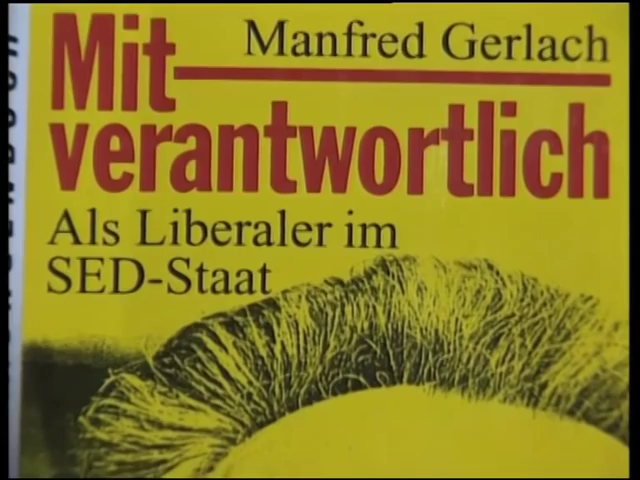 Manfred Gerlach
Mit
verantwortlich
Als Liberaler im
SED-Staat